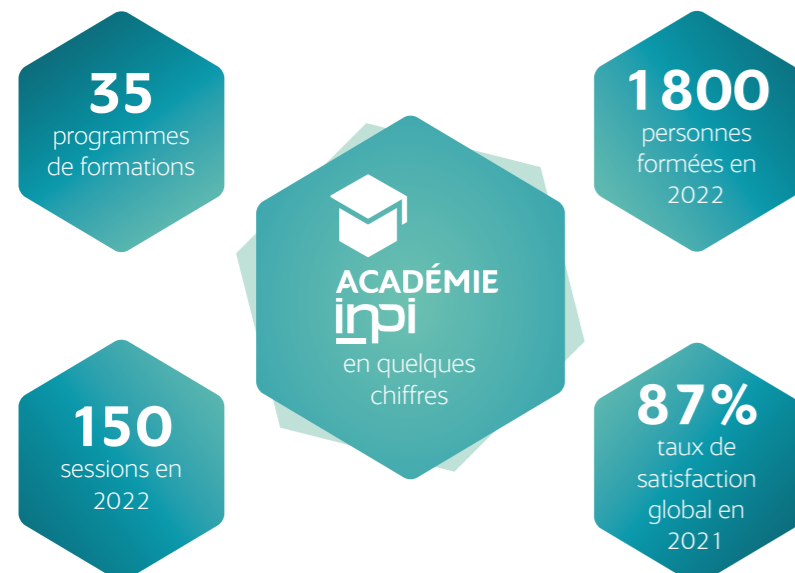 35
programmes
de formations
1800
personnes
formées en
2022
ACADÉMIE
inpi
en quelques
chiffres
150
sessions en
2022
87%
taux de
satisfaction
global en
2021